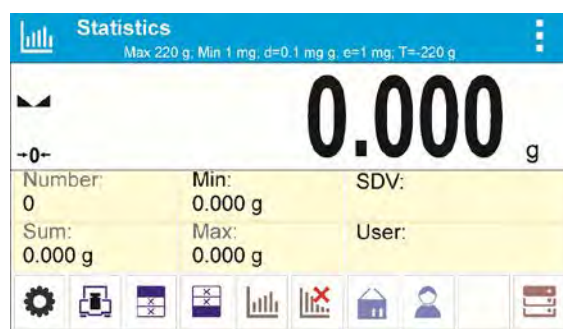 Statistics
Max 220 g; Min 1 mg; d=0.1 mg g; e=1 mg; T=-220 g
0.000 g
→0←
Number: Min: SDV:
0 0.000 g
Sum: Max: User:
0.000 g 0.000 g